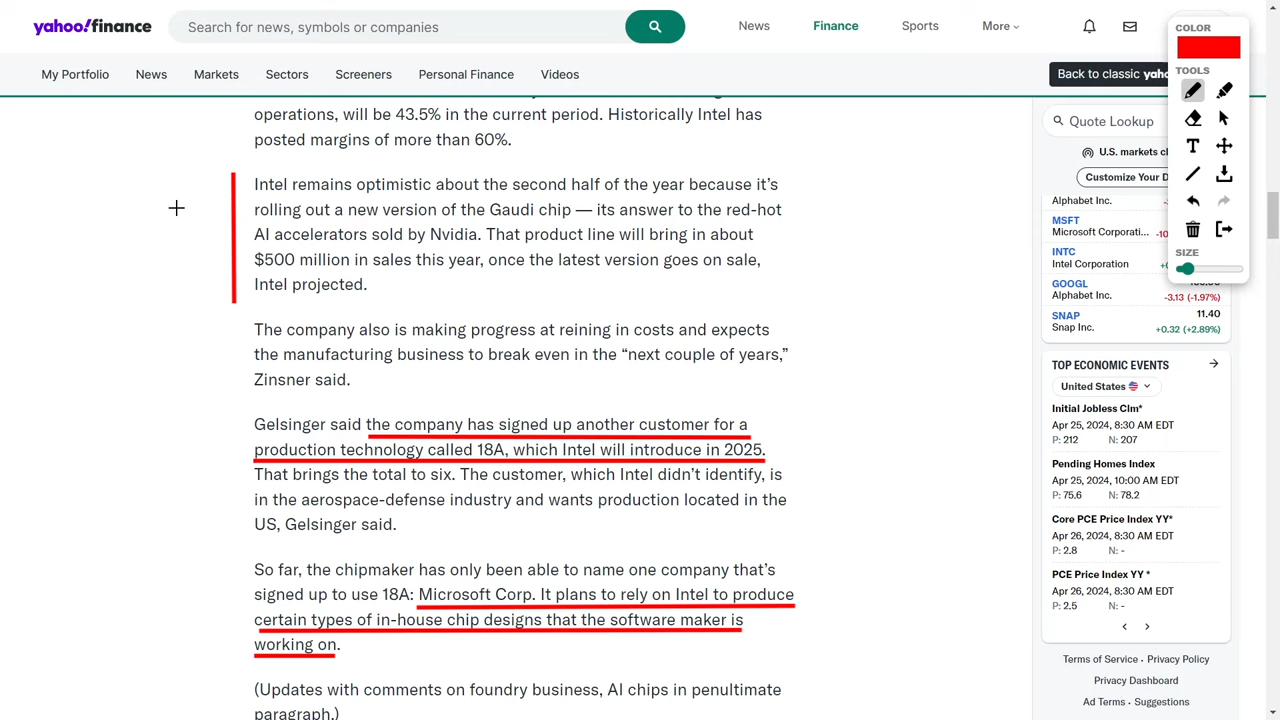 yahoo!finance
Search for news, symbols or companies
News
Finance
Sports
More
COLOR
TOOLS
SIZE
My Portfolio
News
Markets
Sectors
Screeners
Personal Finance
Videos
Back to classic
operations, will be 43.5% in the current period. Historically Intel has
posted margins of more than 60%.
Intel remains optimistic about the second half of the year because it’s
rolling out a new version of the Gaudi chip — its answer to the red-hot
AI accelerators sold by Nvidia. That product line will bring in about
$500 million in sales this year, once the latest version goes on sale,
Intel projected.
The company also is making progress at reining in costs and expects
the manufacturing business to break even in the “next couple of years,”
Zinsner said.
Gelsinger said the company has signed up another customer for a
production technology called 18A, which Intel will introduce in 2025.
That brings the total to six. The customer, which Intel didn’t identify, is
in the aerospace-defense industry and wants production located in the
US, Gelsinger said.
So far, the chipmaker has only been able to name one company that’s
signed up to use 18A: Microsoft Corp. It plans to rely on Intel to produce
certain types of in-house chip designs that the software maker is
working on.
(Updates with comments on foundry business, AI chips in penultimate
paragraph.)
Quote Lookup
U.S. markets
Customize Your
Alphabet Inc.
MSFT
Microsoft Corporati...
INTC
Intel Corporation
GOOGL
Alphabet Inc. -3.13 (-1.97%)
SNAP 11.40
Snap Inc. +0.32 (+2.89%)
TOP ECONOMIC EVENTS
United States
Initial Jobless Clm*
Apr 25, 2024, 8:30 AM EDT
P: 212 N: 207
Pending Homes Index
Apr 25, 2024, 10:00 AM EDT
P: 75.6 N: 78.2
Core PCE Price Index YY*
Apr 26, 2024, 8:30 AM EDT
P: 2.8 N: -
PCE Price Index YY *
Apr 26, 2024, 8:30 AM EDT
P: 2.5 N: -
Terms of Service • Privacy Policy
Privacy Dashboard
Ad Terms • Suggestions